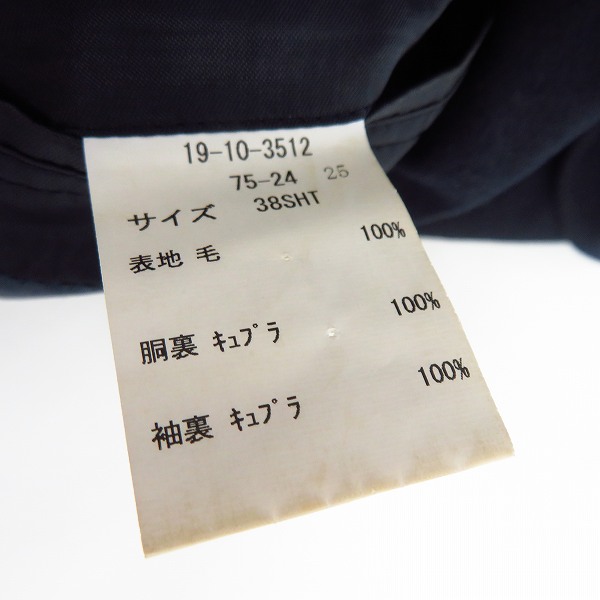 19-10-3512
75-24 25
サイズ 38SHT
表地 毛 100%
胴裏 ｷｭﾌﾟﾗ 100%
袖裏 ｷｭﾌﾟﾗ 100%